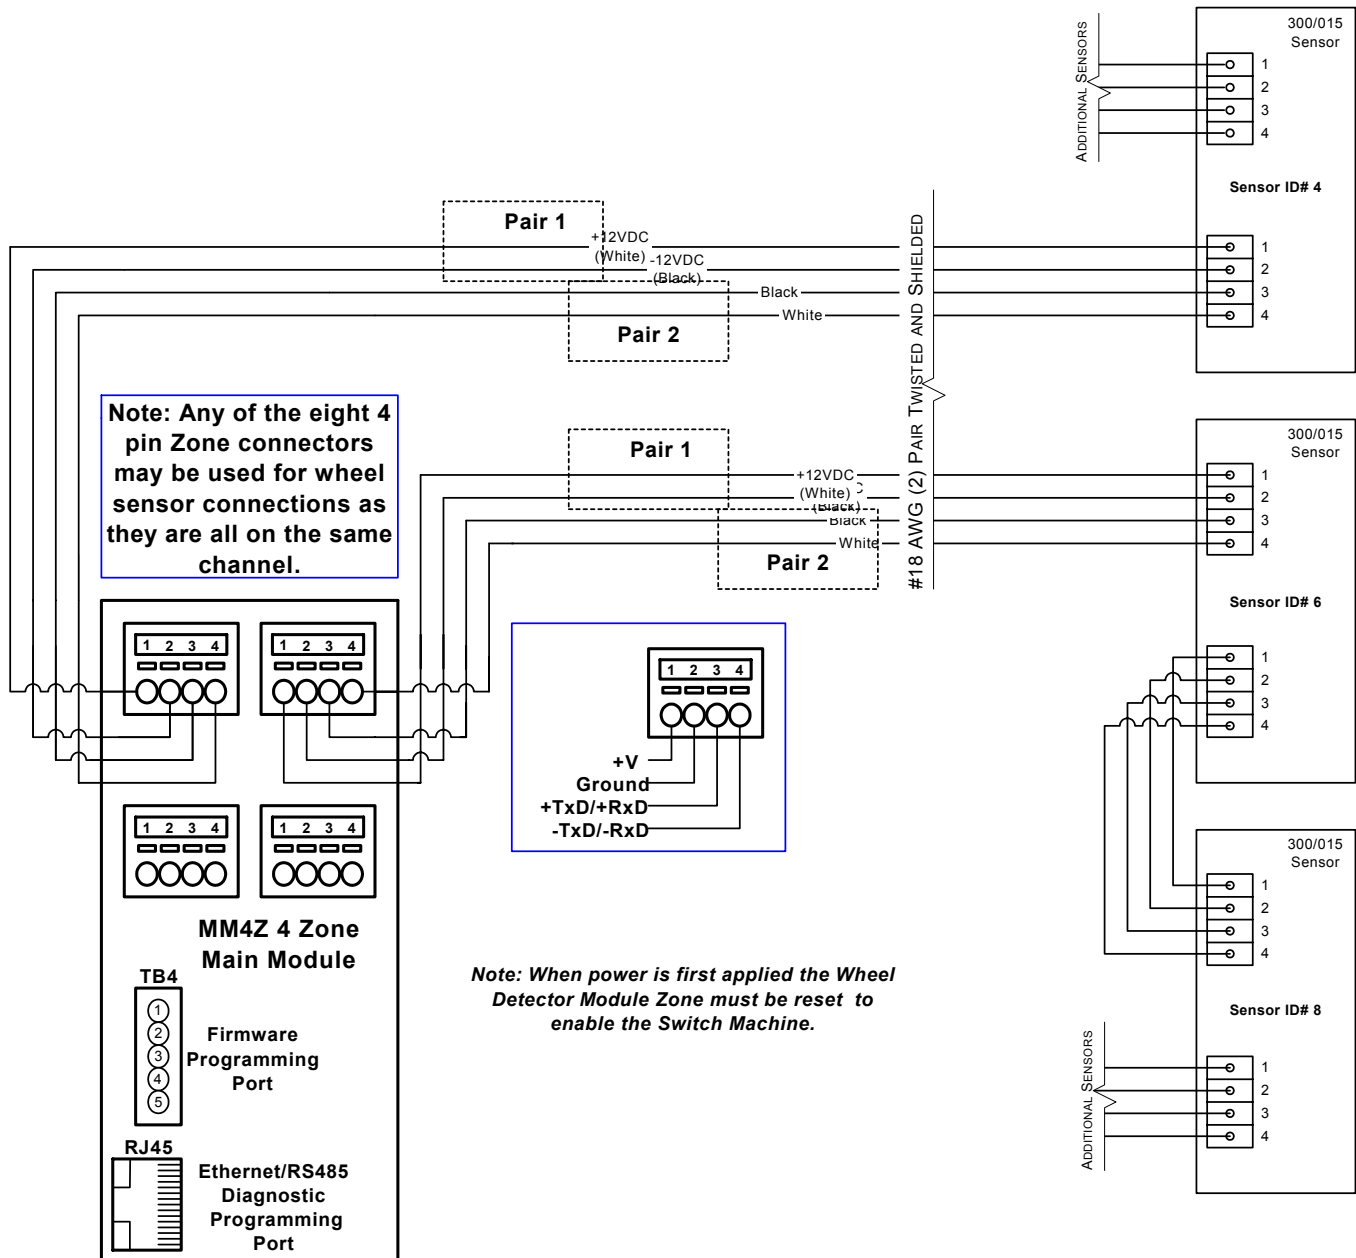 300/015
Sensor
1
2
3
4
ADDITIONAL SENSORS
Sensor ID# 4
1
2
3
4
Pair 1
+12VDC
(White)
-12VDC
(Black)
Black
White
Pair 2
#18 AWG (2) PAIR TWISTED AND SHIELDED
Note: Any of the eight 4
pin Zone connectors
may be used for wheel
sensor connections as
they are all on the same
channel.
Pair 1
+12VDC
(White)
(Black)
Black
White
Pair 2
300/015
Sensor
1
2
3
4
Sensor ID# 6
1
2
3
4
1 2 3 4
1 2 3 4
1 2 3 4
+V
Ground
+TxD/+RxD
-TxD/-RxD
1 2 3 4
1 2 3 4
MM4Z 4 Zone
Main Module
TB4
1
2
3
4
5
Firmware
Programming
Port
RJ45
Ethernet/RS485
Diagnostic
Programming
Port
Note: When power is first applied the Wheel
Detector Module Zone must be reset to
enable the Switch Machine.
300/015
Sensor
1
2
3
4
Sensor ID# 8
ADDITIONAL SENSORS
1
2
3
4